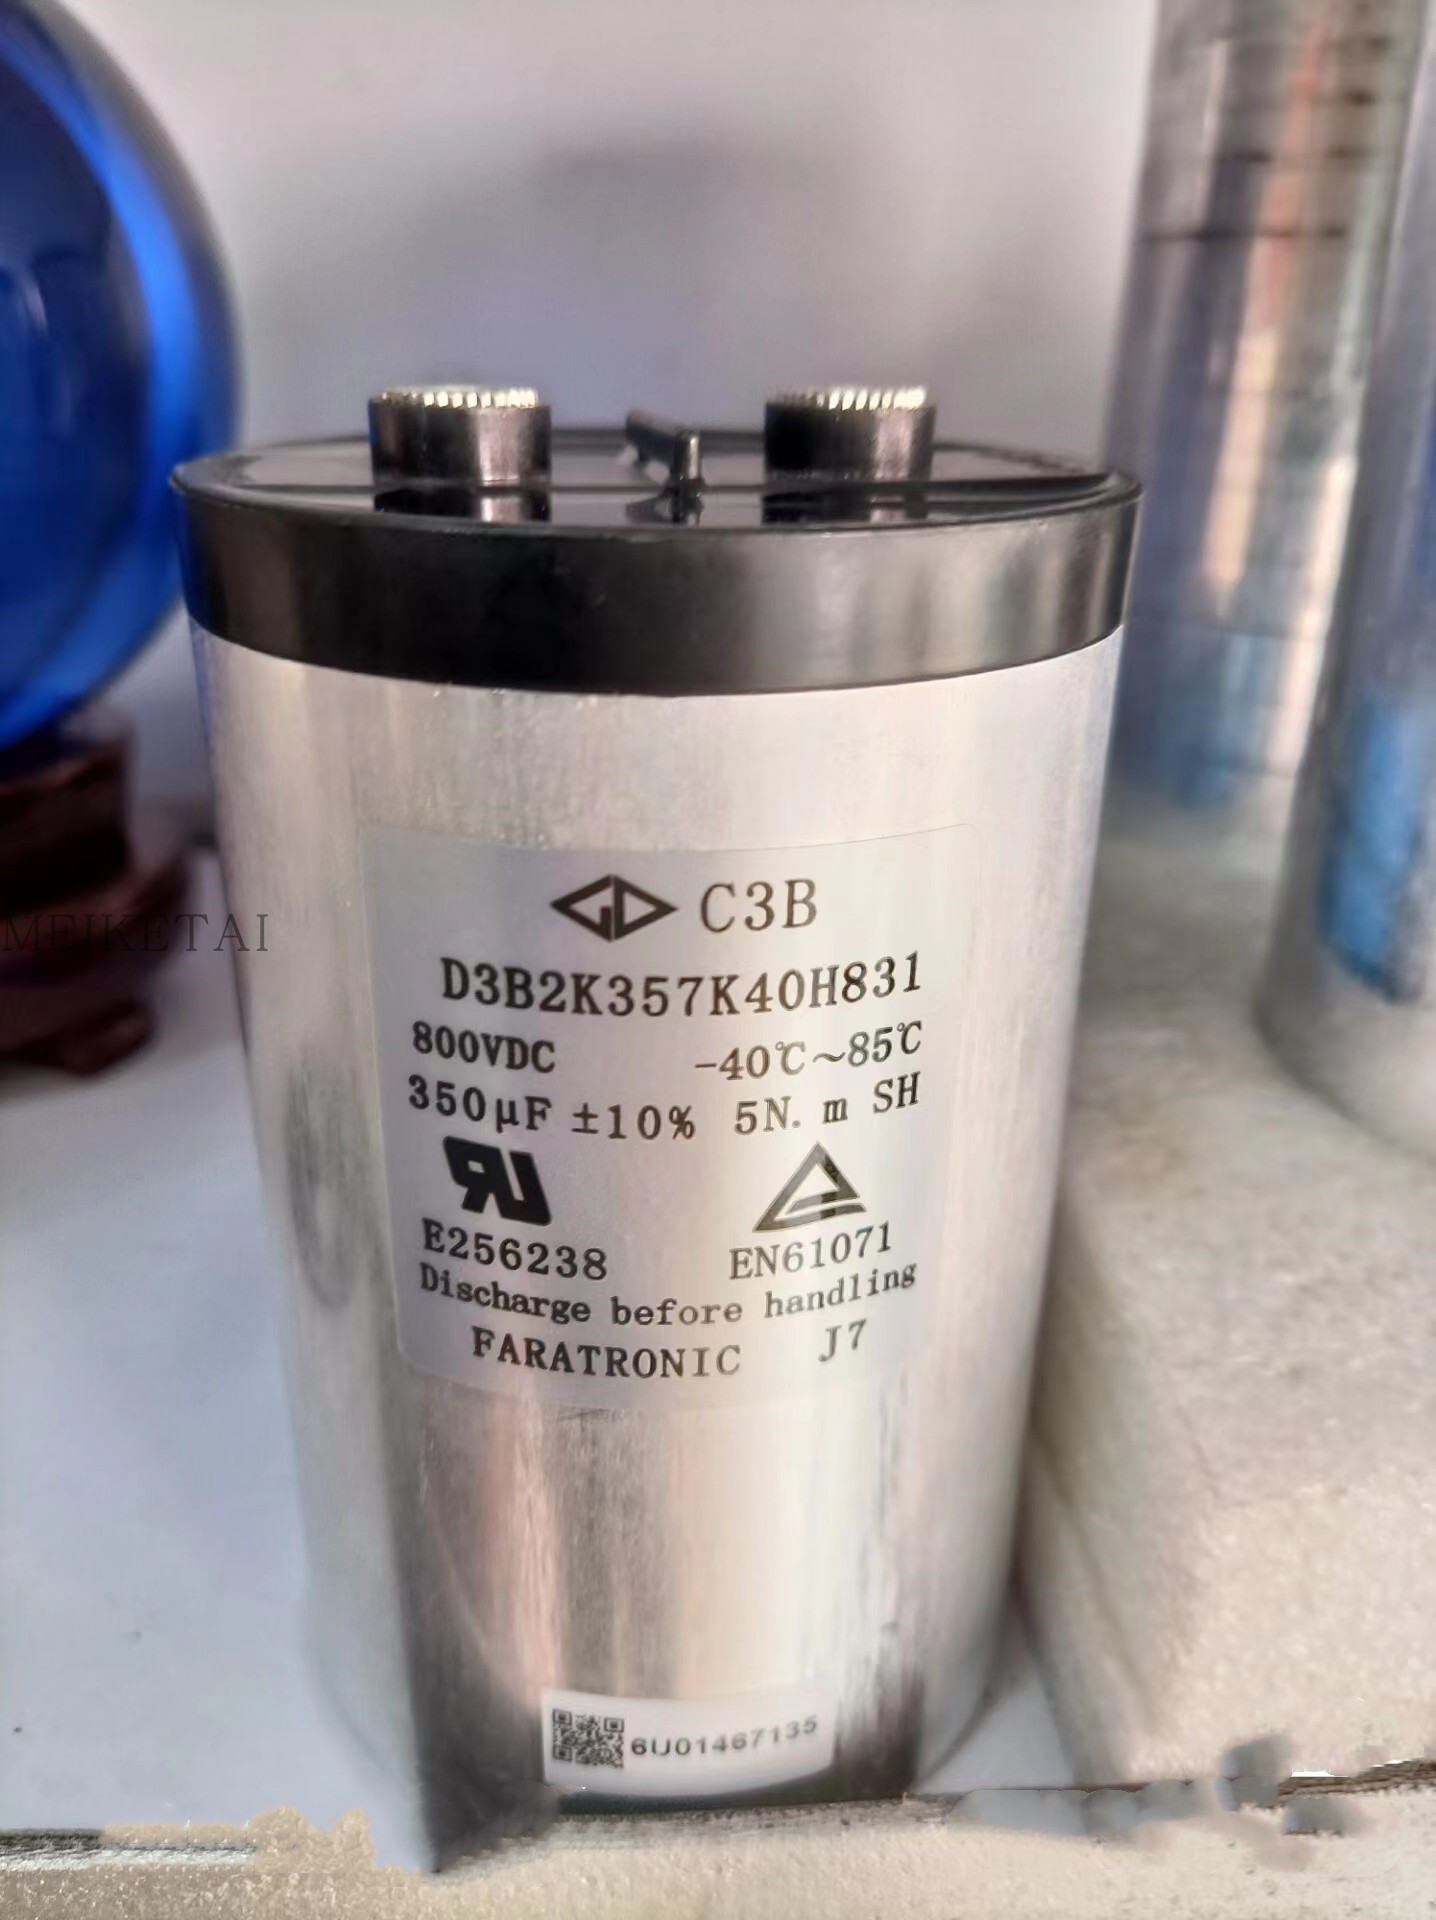 C3B
D3B2K357K40H831
800VDC -40℃~85℃
350μF ±10% 5N. m SH
E256238 EN61071
Discharge before handling
FARATRONIC J7
6U01467135
MEIKETAI